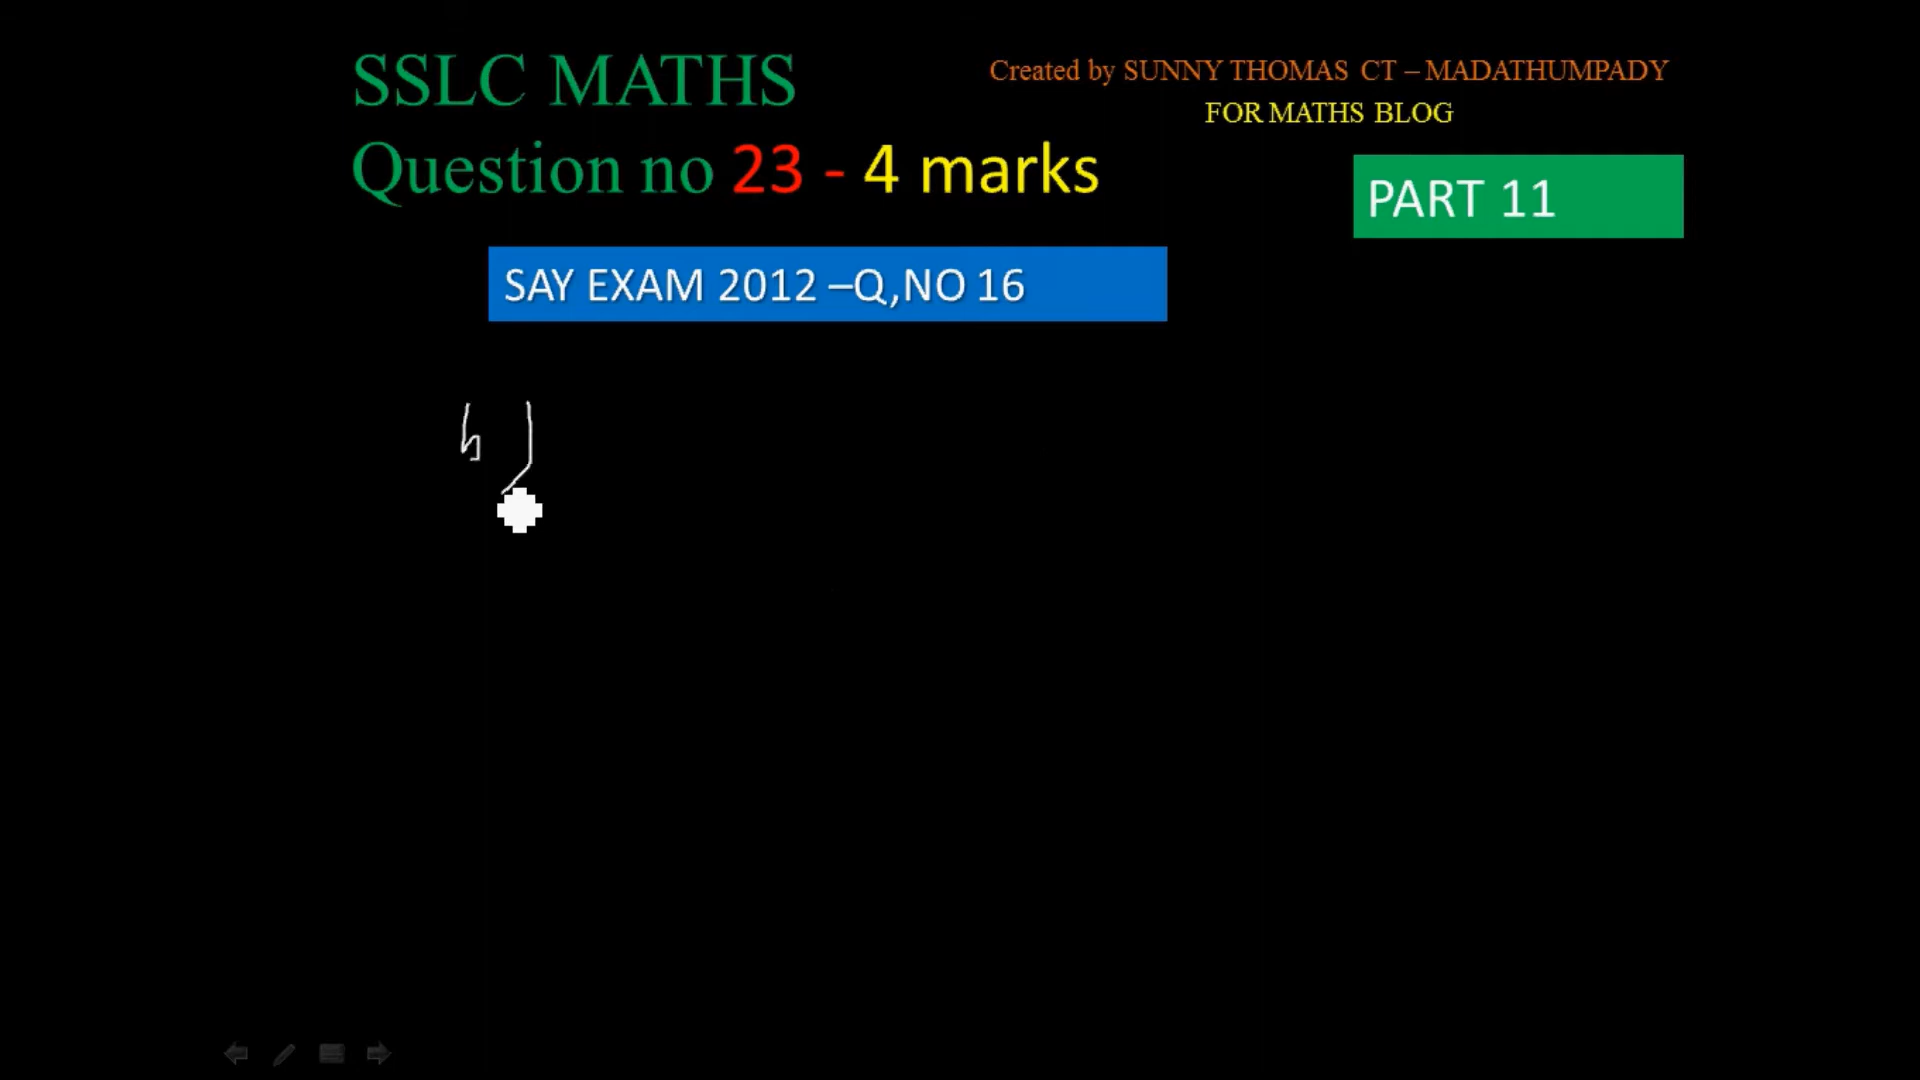 SSLC MATHS
Created by SUNNY THOMAS CT – MADATHUMPADY
FOR MATHS BLOG
Question no 23 - 4 marks
PART 11
SAY EXAM 2012 –Q,NO 16